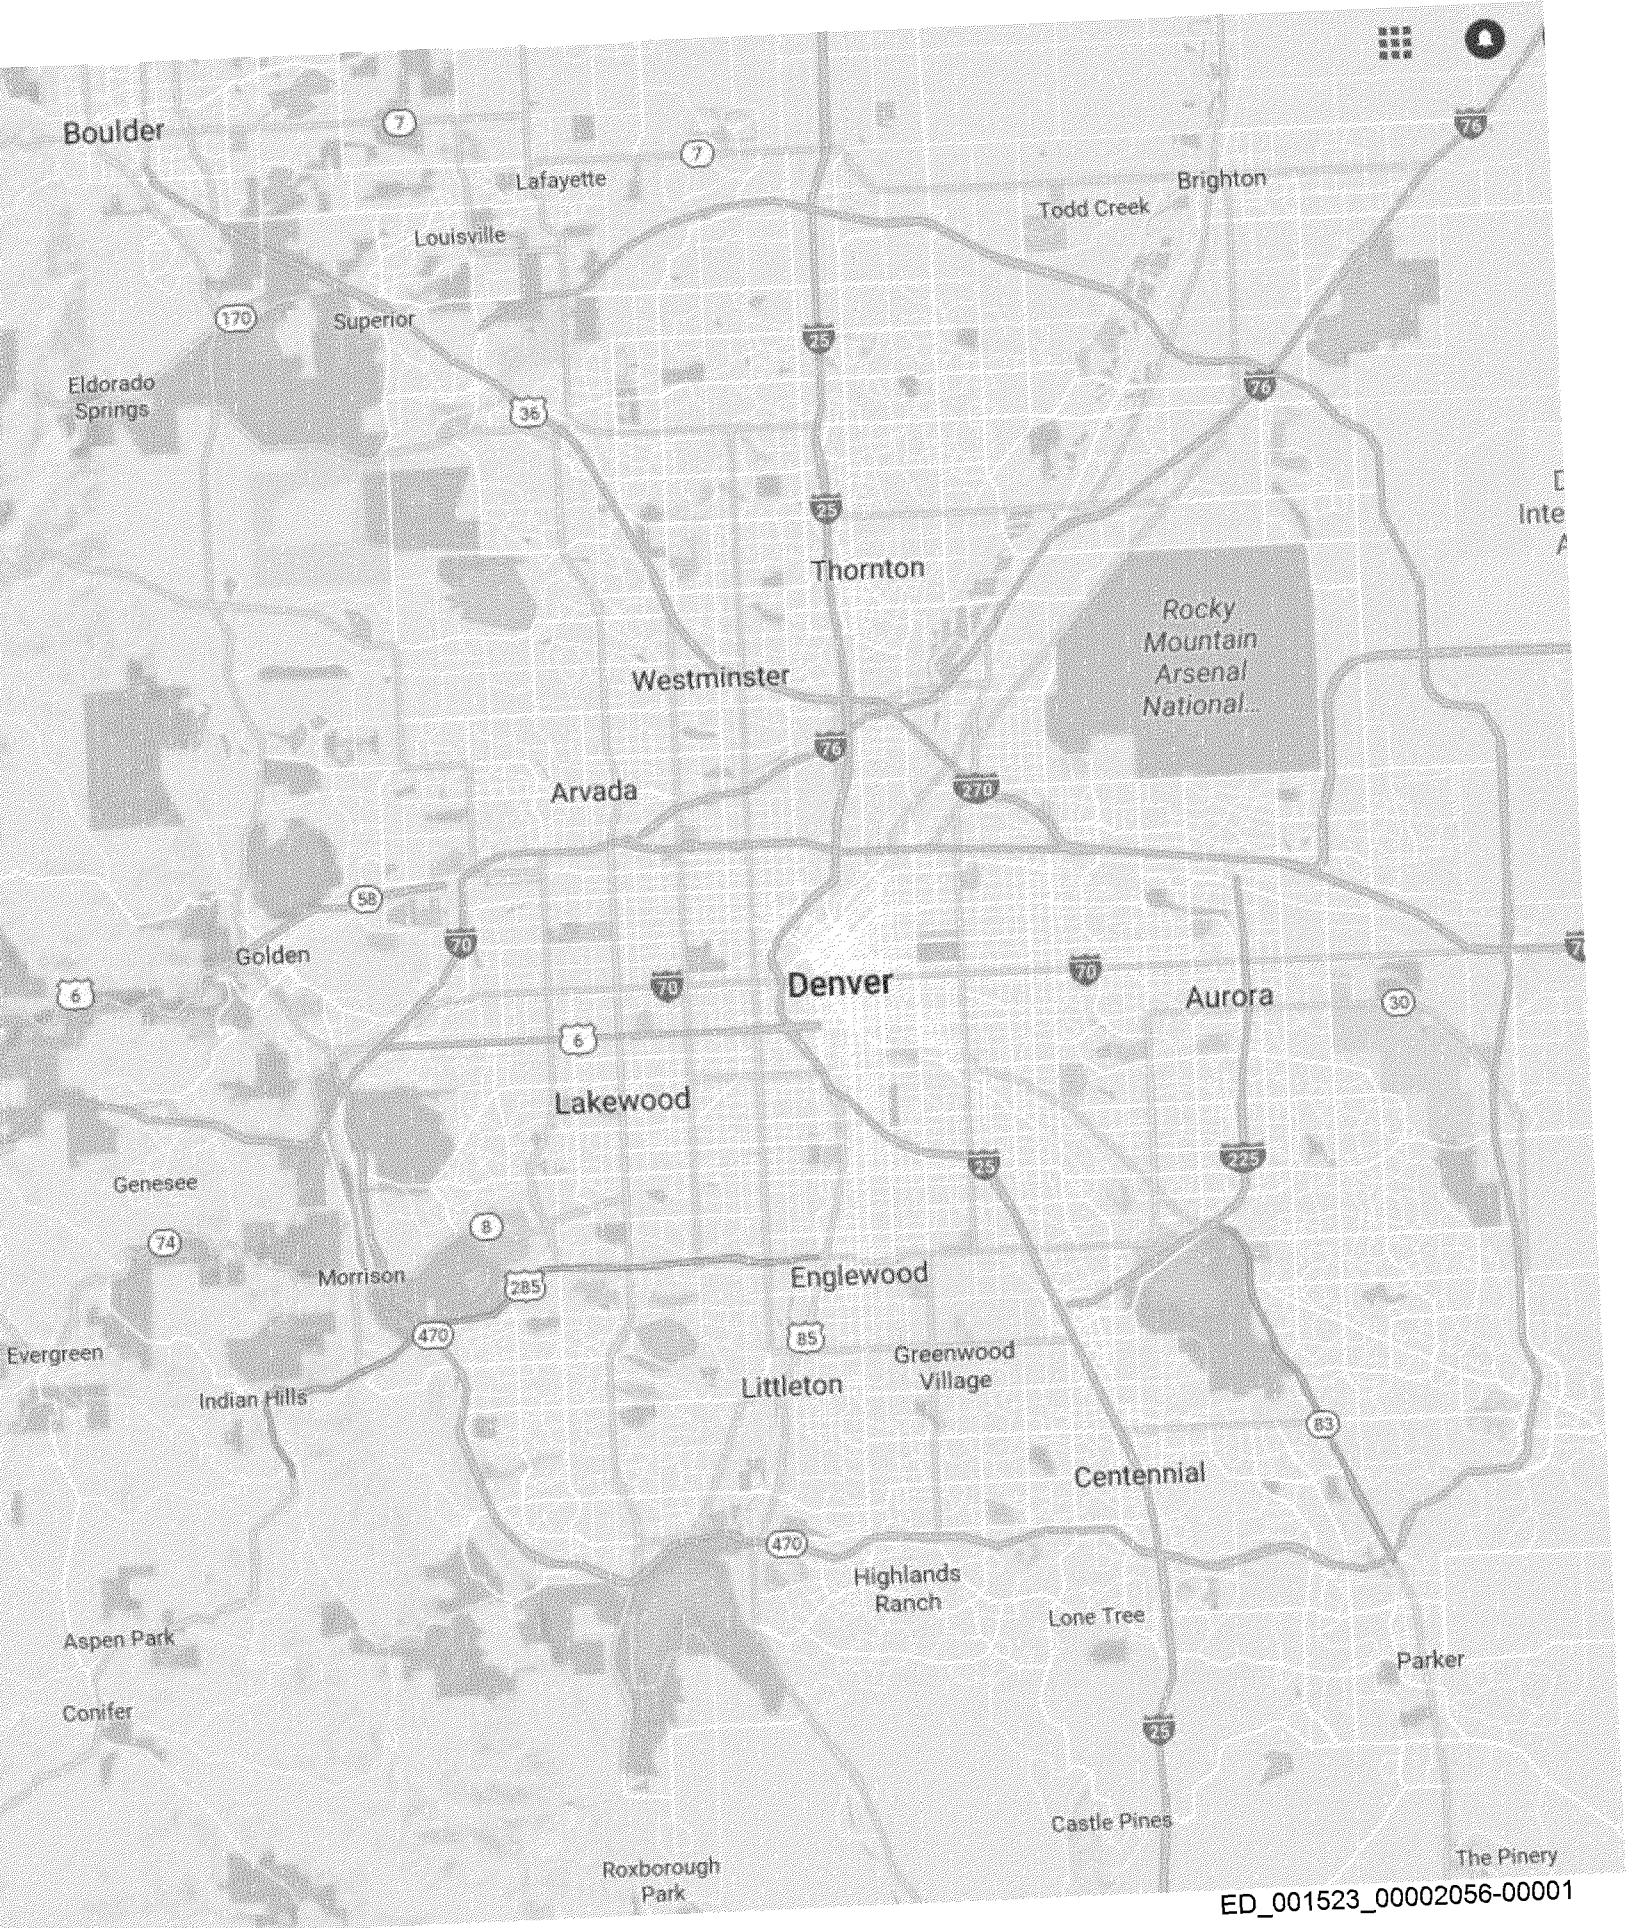 76
Boulder
7
7
Lafayette
Brighton
Todd Creek
Louisville
170
Superior
25
Eldorado
Springs
76
36
25
Inte
Thornton
Rocky
Mountain
Arsenal
National...
Westminster
76
Arvada
270
58
Golden
70
70
Denver
70
6
Aurora
30
6
Lakewood
25
225
Genesee
74
8
Morrison
285
Englewood
470
85
Evergreen
Greenwood
Village
Indian Hills
Littleton
83
Centennial
470
Highlands
Ranch
Lone Tree
Aspen Park
Parker
Conifer
25
Castle Pines
Roxborough
Park
The Pinery
ED_001523_00002056-00001